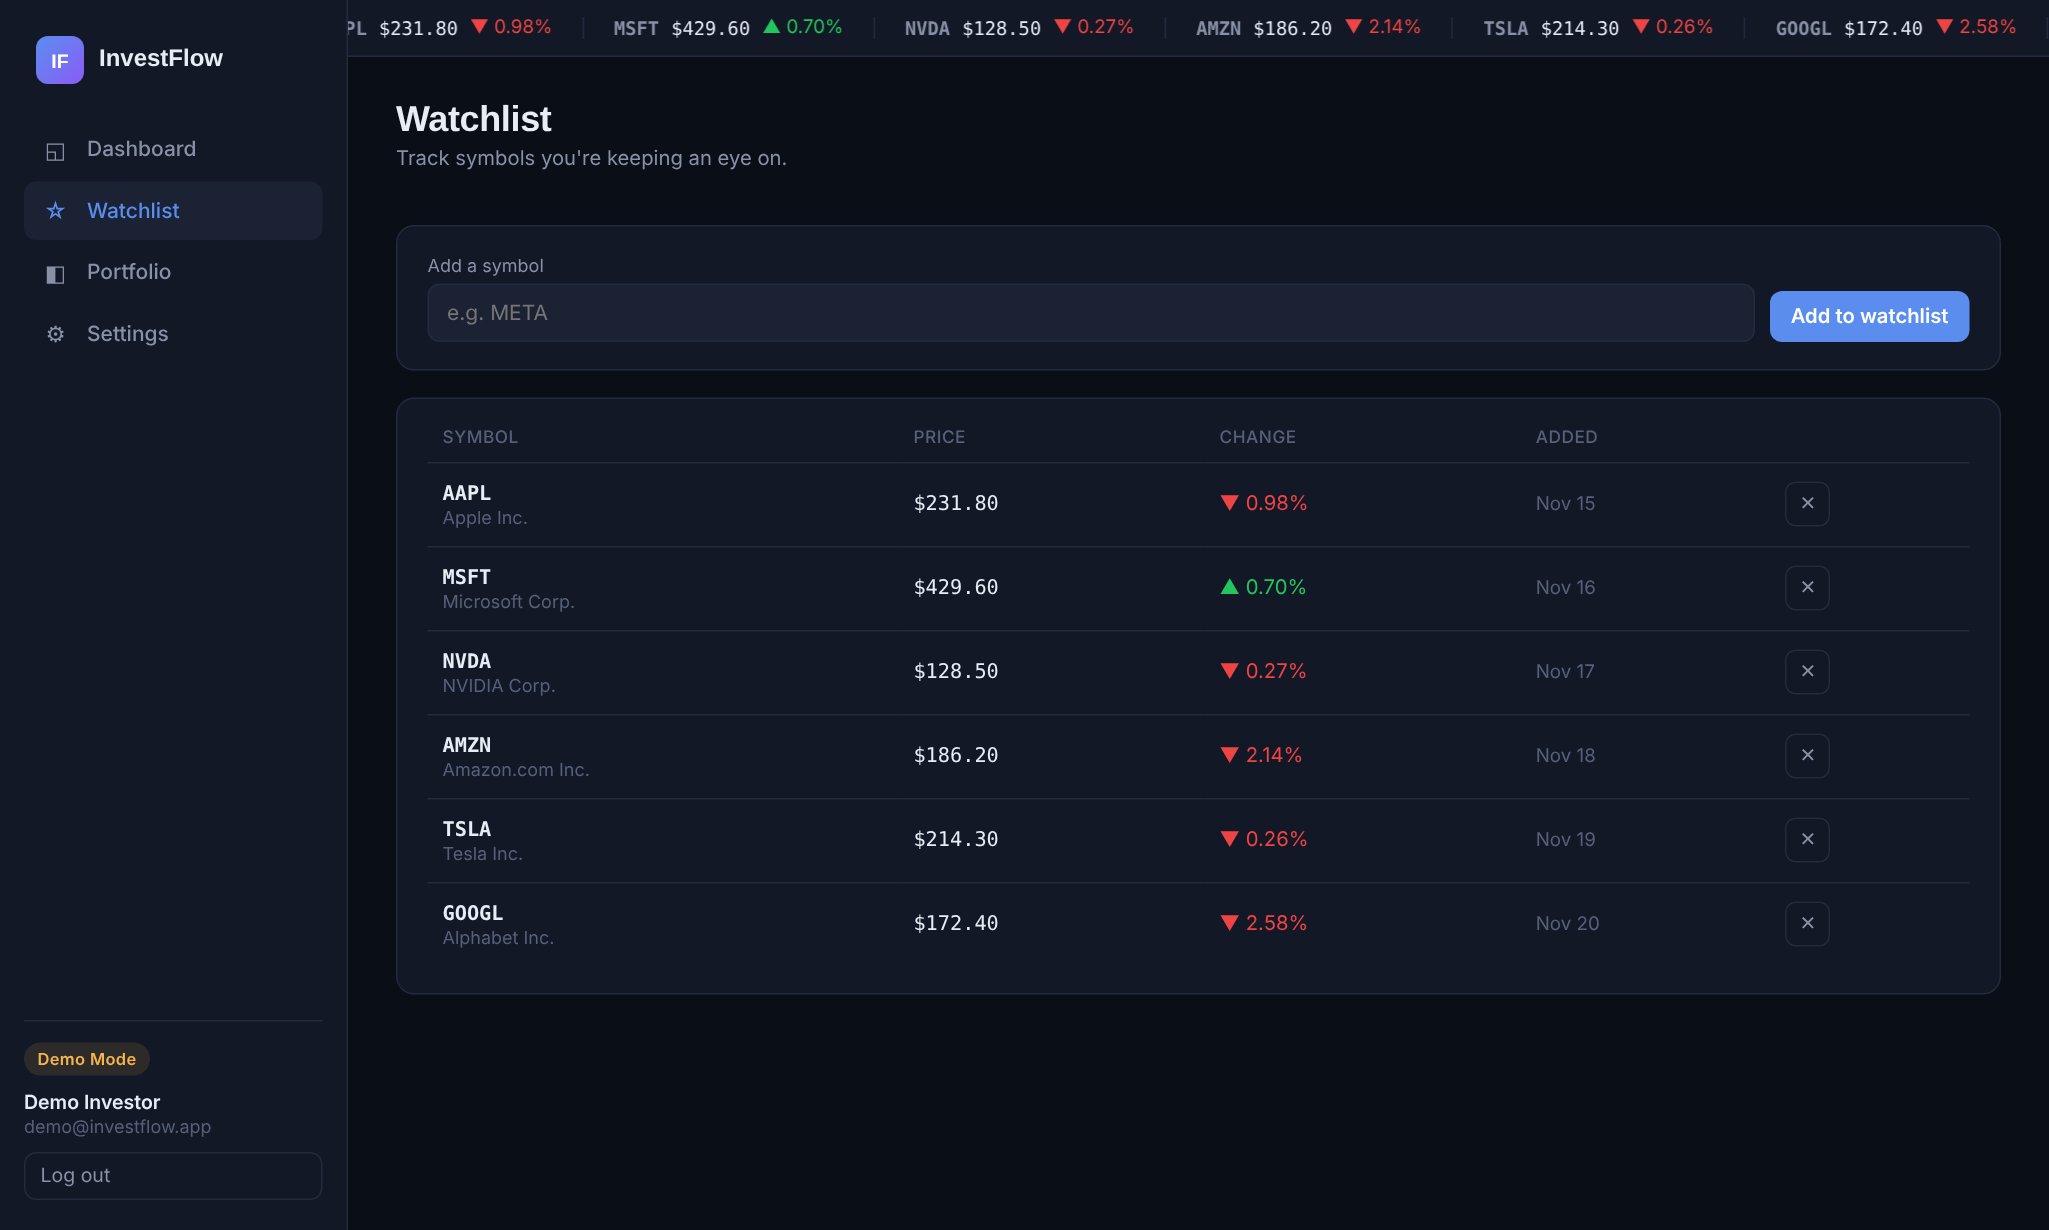 IF InvestFlow
Dashboard
Watchlist
Portfolio
Settings
Demo Mode
Demo Investor
demo@investflow.app
Log out
PL $231.80 ▼ 0.98% MSFT $429.60 ▲ 0.70% NVDA $128.50 ▼ 0.27% AMZN $186.20 ▼ 2.14% TSLA $214.30 ▼ 0.26% GOOGL $172.40 ▼ 2.58%
Watchlist
Track symbols you're keeping an eye on.
Add a symbol
e.g. META
Add to watchlist
SYMBOL PRICE CHANGE ADDED
AAPL
Apple Inc.
$231.80 ▼ 0.98% Nov 15 ✕
MSFT
Microsoft Corp.
$429.60 ▲ 0.70% Nov 16 ✕
NVDA
NVIDIA Corp.
$128.50 ▼ 0.27% Nov 17 ✕
AMZN
Amazon.com Inc.
$186.20 ▼ 2.14% Nov 18 ✕
TSLA
Tesla Inc.
$214.30 ▼ 0.26% Nov 19 ✕
GOOGL
Alphabet Inc.
$172.40 ▼ 2.58% Nov 20 ✕